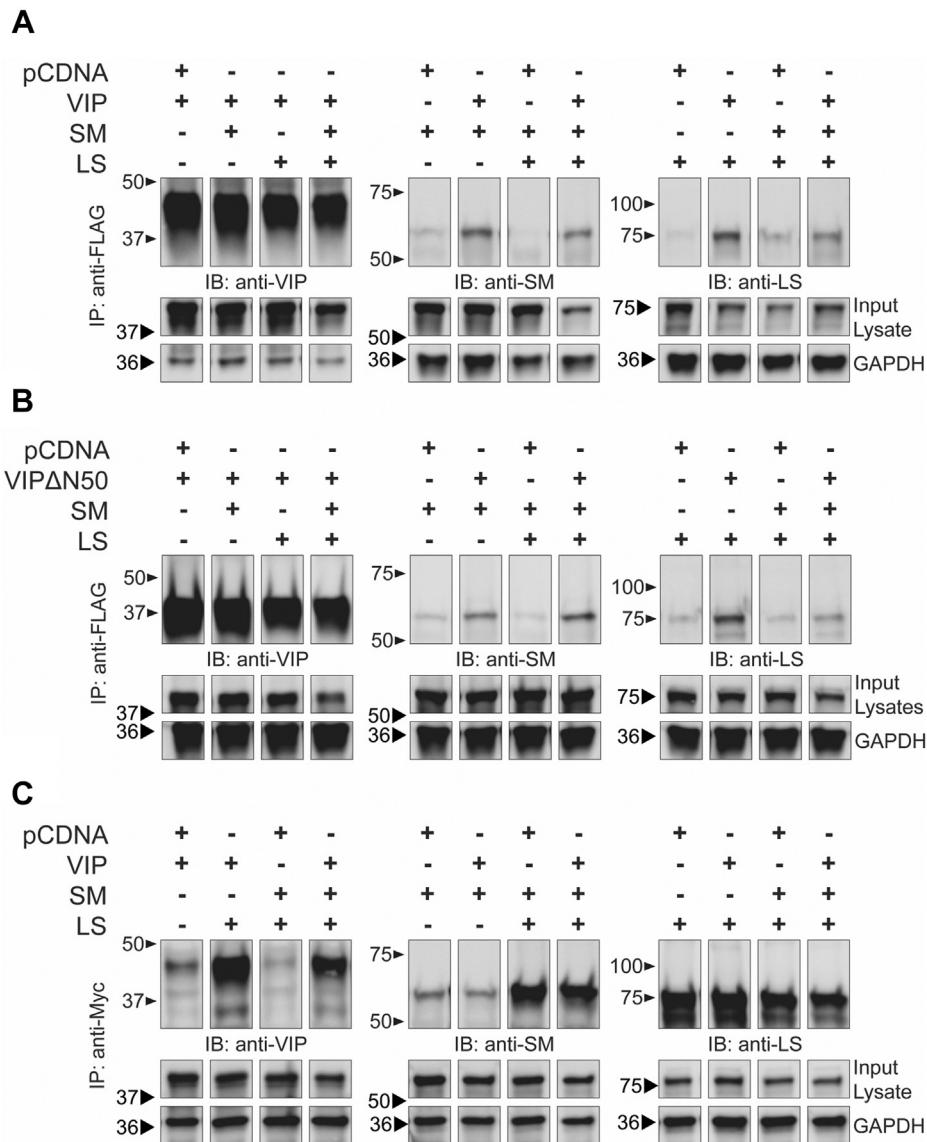 A
pCDNA + - - - + - + - + - + -
VIP + + + + - + - + - + - +
SM - + - + + + + + - - + +
LS - - + + - - + + + + + +
IP: anti-FLAG
50 37
75 50
100 75
IB: anti-VIP IB: anti-SM IB: anti-LS
37 50 75 Input
Lysate
36 36 36 GAPDH
B
pCDNA + - - - + - + - + - + -
VIPΔN50 + + + + - + - + - + - +
SM - + - + + + + + - - + +
LS - - + + - - + + + + + +
IP: anti-FLAG
50 37
75 50
100 75
IB: anti-VIP IB: anti-SM IB: anti-LS
37 50 75 Input
Lysates
36 36 36 GAPDH
C
pCDNA + - + - + - + - + - + -
VIP + + - + - + - + - + - +
SM - - + + + + + + - - + +
LS - + + + - - + + + + + +
IP: anti-Myc
50 37
75 50
100 75
IB: anti-VIP IB: anti-SM IB: anti-LS
37 50 75 Input
Lysate
36 36 36 GAPDH